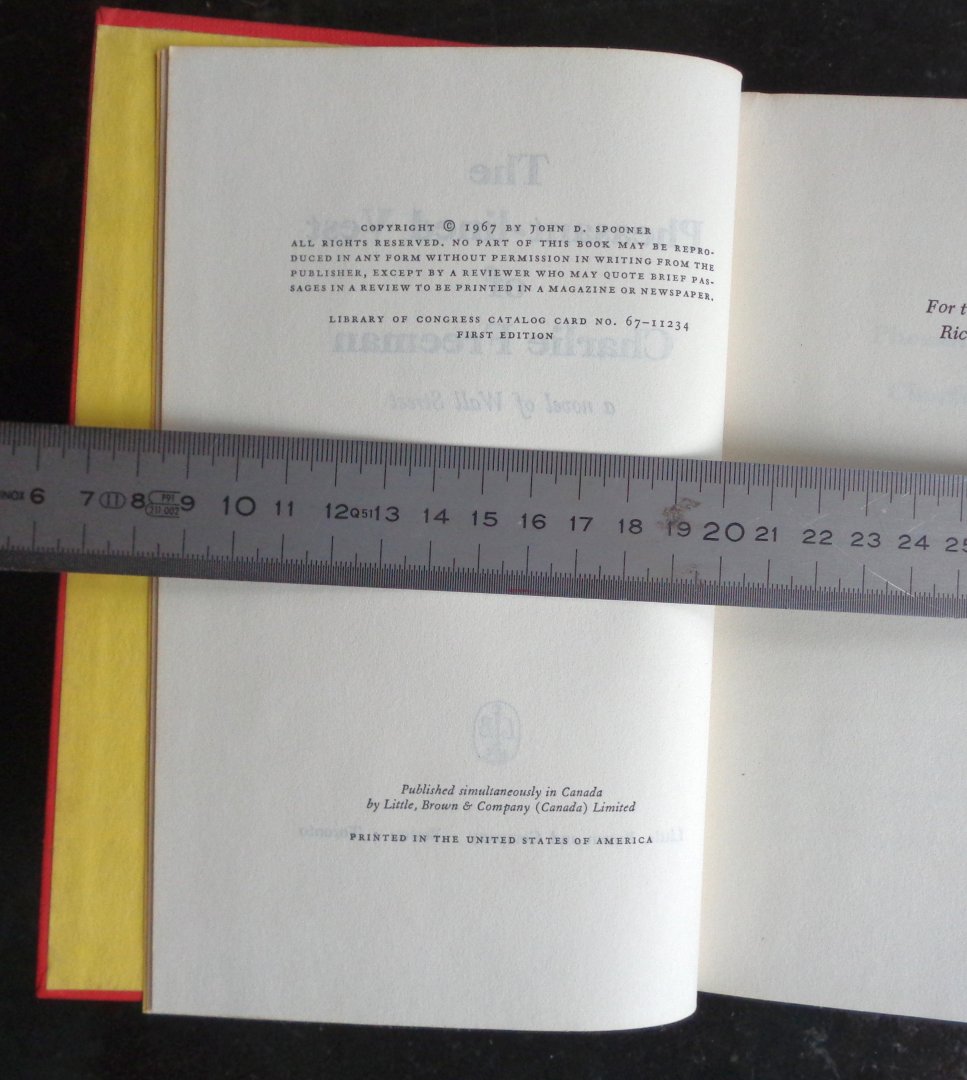 COPYRIGHT © 1967 BY JOHN D. SPOONER
ALL RIGHTS RESERVED. NO PART OF THIS BOOK MAY BE REPRO-
DUCED IN ANY FORM WITHOUT PERMISSION IN WRITING FROM THE
PUBLISHER, EXCEPT BY A REVIEWER WHO MAY QUOTE BRIEF PAS-
SAGES IN A REVIEW TO BE PRINTED IN A MAGAZINE OR NEWSPAPER.
LIBRARY OF CONGRESS CATALOG CARD NO. 67-11234
FIRST EDITION
For t
Ric
INOX 6 7 8 9 10 11 12 13 14 15 16 17 18 19 20 21 22 23 24 25
Published simultaneously in Canada
by Little, Brown & Company (Canada) Limited
PRINTED IN THE UNITED STATES OF AMERICA